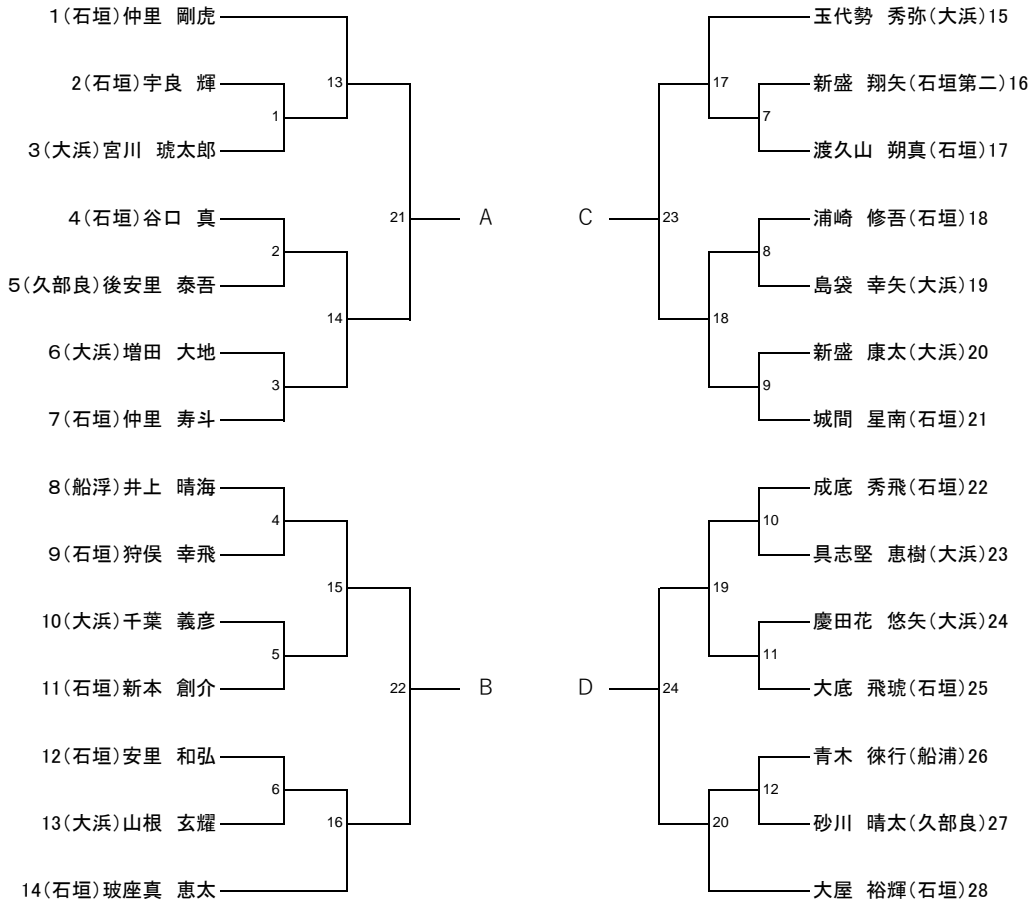 1(石垣)仲里 剛虎
13
2(石垣)宇良 輝
1
3(大浜)宮川 琥太郎
21
A
4(石垣)谷口 真
2
5(久部良)後安里 泰吾
14
6(大浜)増田 大地
3
7(石垣)仲里 寿斗
8(船浮)井上 晴海
4
9(石垣)狩俣 幸飛
15
10(大浜)千葉 義彦
5
11(石垣)新本 創介
22
B
12(石垣)安里 和弘
6
13(大浜)山根 玄耀
16
14(石垣)玻座真 恵太
玉代勢 秀弥(大浜)15
17
新盛 翔矢(石垣第二)16
7
渡久山 朔真(石垣)17
C
23
浦崎 修吾(石垣)18
8
島袋 幸矢(大浜)19
18
新盛 康太(大浜)20
9
城間 星南(石垣)21
成底 秀飛(石垣)22
10
具志堅 恵樹(大浜)23
19
慶田花 悠矢(大浜)24
11
大底 飛琥(石垣)25
D
24
青木 徠行(船浦)26
12
砂川 晴太(久部良)27
20
大屋 裕輝(石垣)28